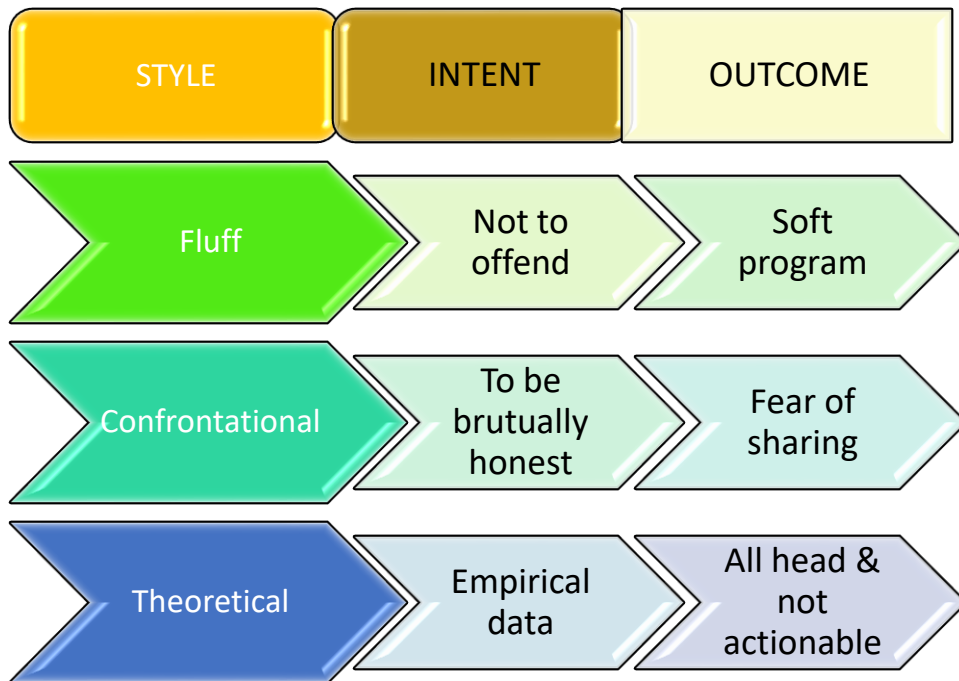 STYLE
INTENT
OUTCOME
Fluff
Not to
offend
Soft
program
Confrontational
To be
brutually
honest
Fear of
sharing
Theoretical
Empirical
data
All head &
not
actionable